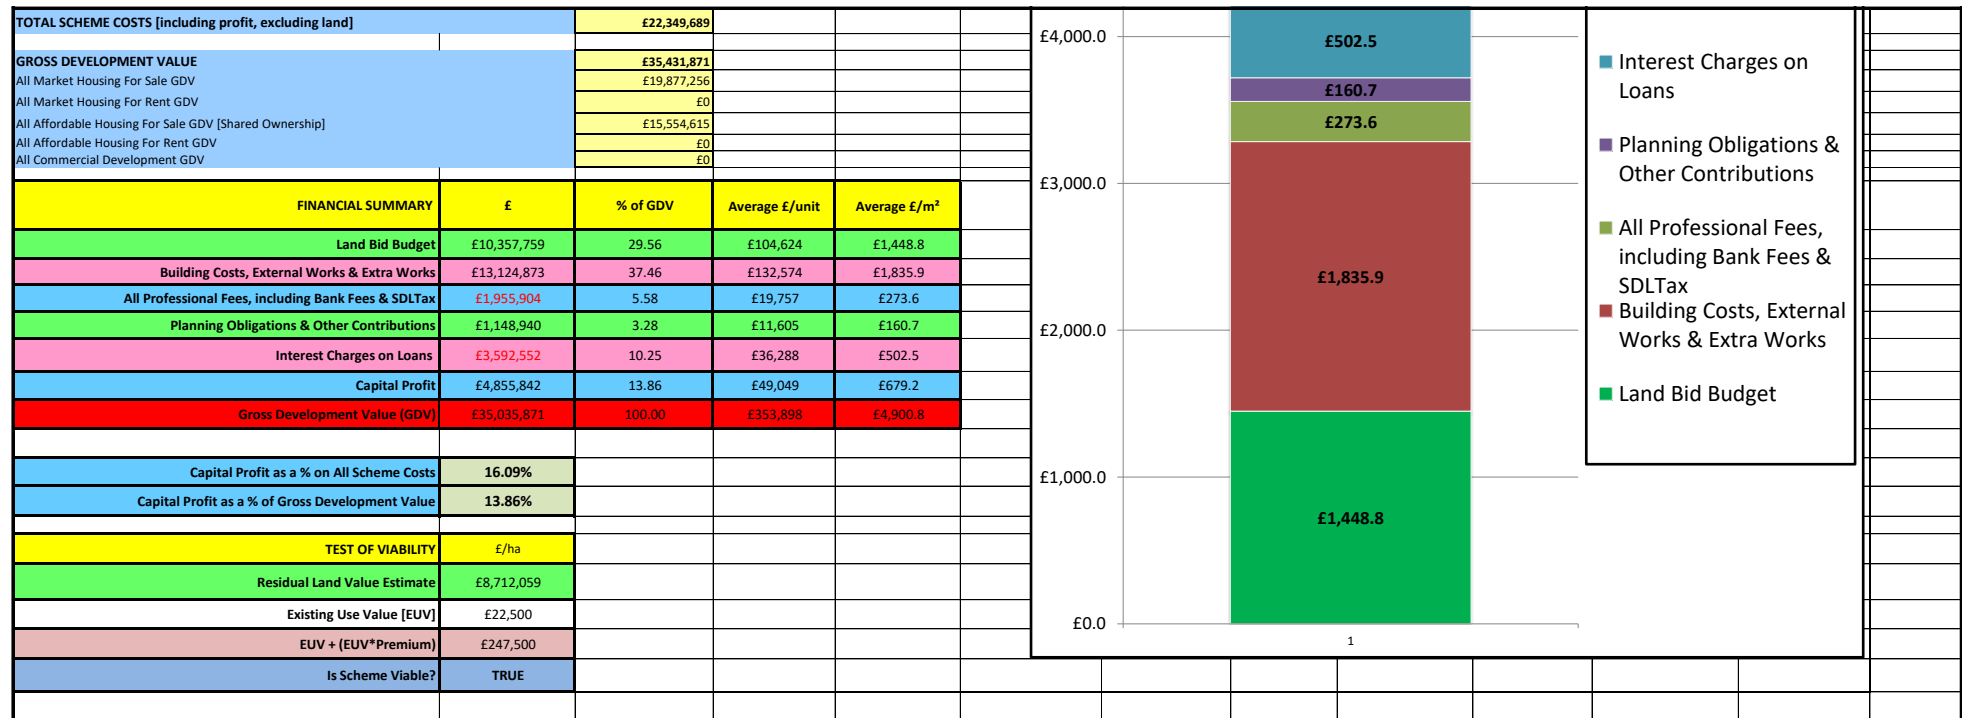 TOTAL SCHEME COSTS [including profit, excluding land] £22,349,689
GROSS DEVELOPMENT VALUE £35,431,871
All Market Housing For Sale GDV £19,877,256
All Market Housing For Rent GDV £0
All Affordable Housing For Sale GDV [Shared Ownership] £15,554,615
All Affordable Housing For Rent GDV £0
All Commercial Development GDV £0
FINANCIAL SUMMARY £ % of GDV Average £/unit Average £/m²
Land Bid Budget £10,357,759 29.56 £104,624 £1,448.8
Building Costs, External Works & Extra Works £13,124,873 37.46 £132,574 £1,835.9
All Professional Fees, including Bank Fees & SDLTax £1,955,904 5.58 £19,757 £273.6
Planning Obligations & Other Contributions £1,148,940 3.28 £11,605 £160.7
Interest Charges on Loans £3,592,552 10.25 £36,288 £502.5
Capital Profit £4,855,842 13.86 £49,049 £679.2
Gross Development Value (GDV) £35,035,871 100.00 £353,898 £4,900.8
Capital Profit as a % on All Scheme Costs 16.09%
Capital Profit as a % of Gross Development Value 13.86%
TEST OF VIABILITY £/ha
Residual Land Value Estimate £8,712,059
Existing Use Value [EUV] £22,500
EUV + (EUV*Premium) £247,500
Is Scheme Viable? TRUE
£4,000.0
£3,000.0
£2,000.0
£1,000.0
£0.0
£502.5
£160.7
£273.6
£1,835.9
£1,448.8
1
Interest Charges on
Loans
Planning Obligations &
Other Contributions
All Professional Fees,
including Bank Fees &
SDLTax
Building Costs, External
Works & Extra Works
Land Bid Budget